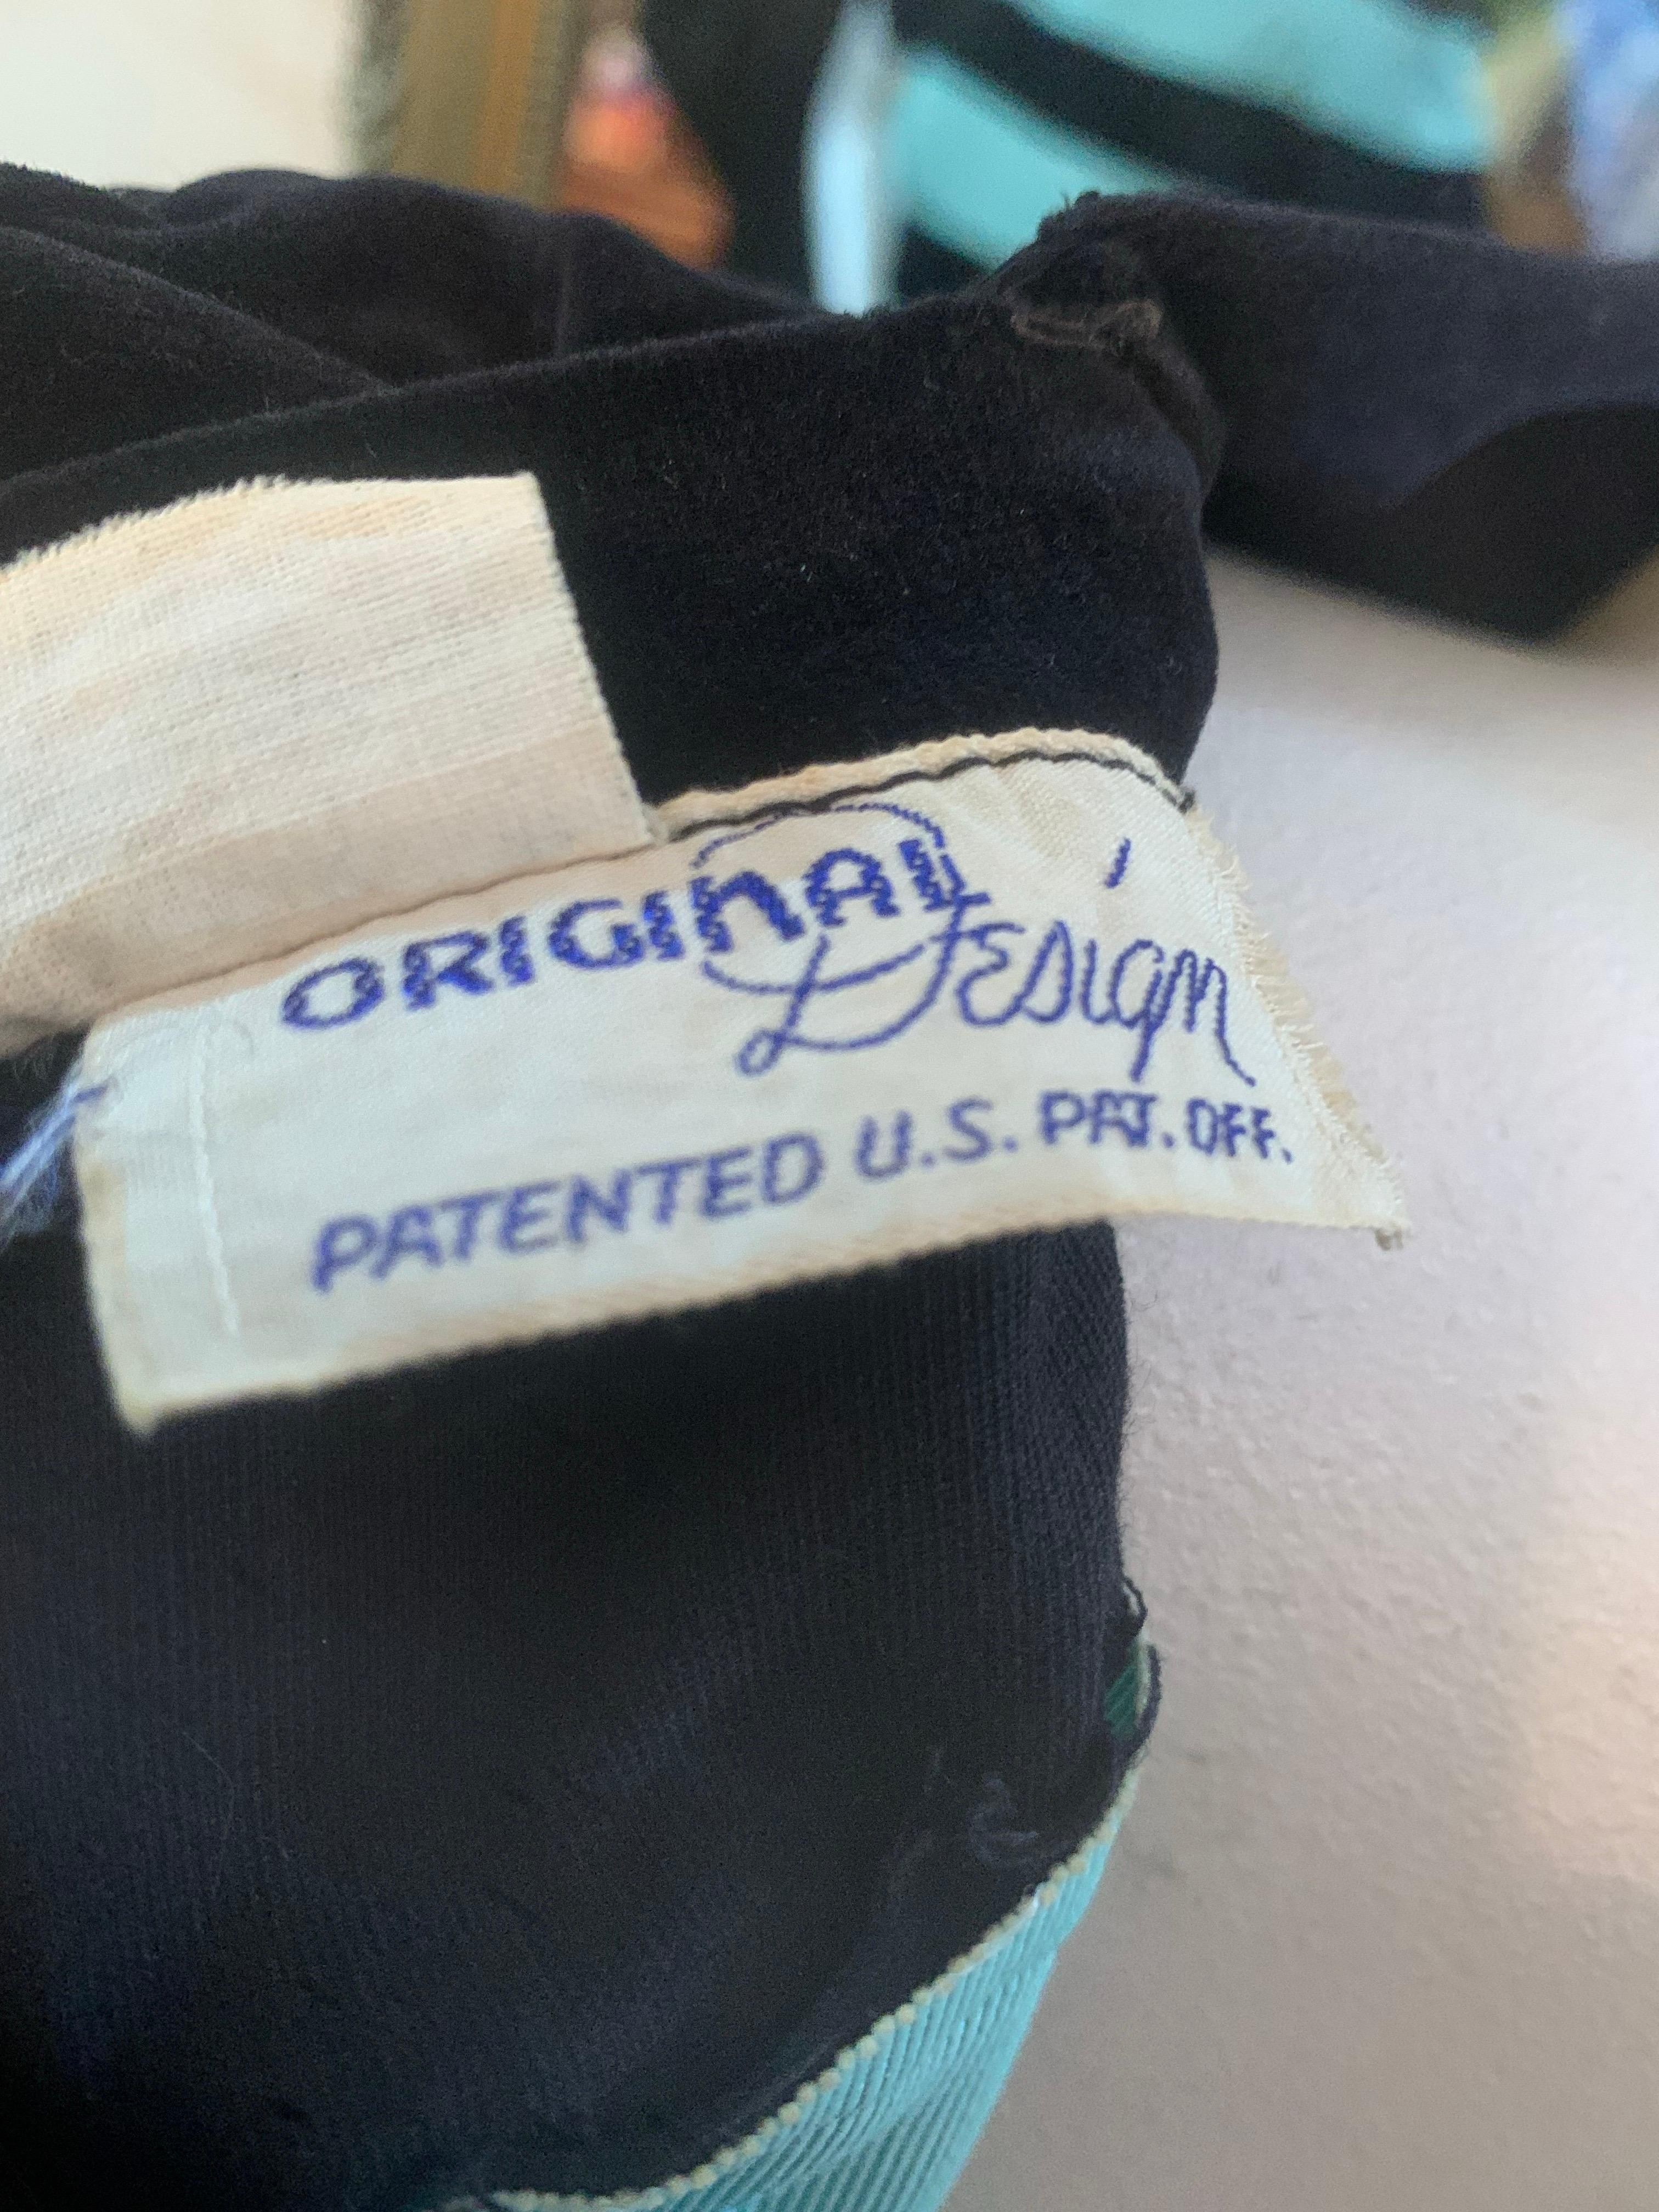 ORIGINAL
Design
PATENTED U.S. PAT. OFF.